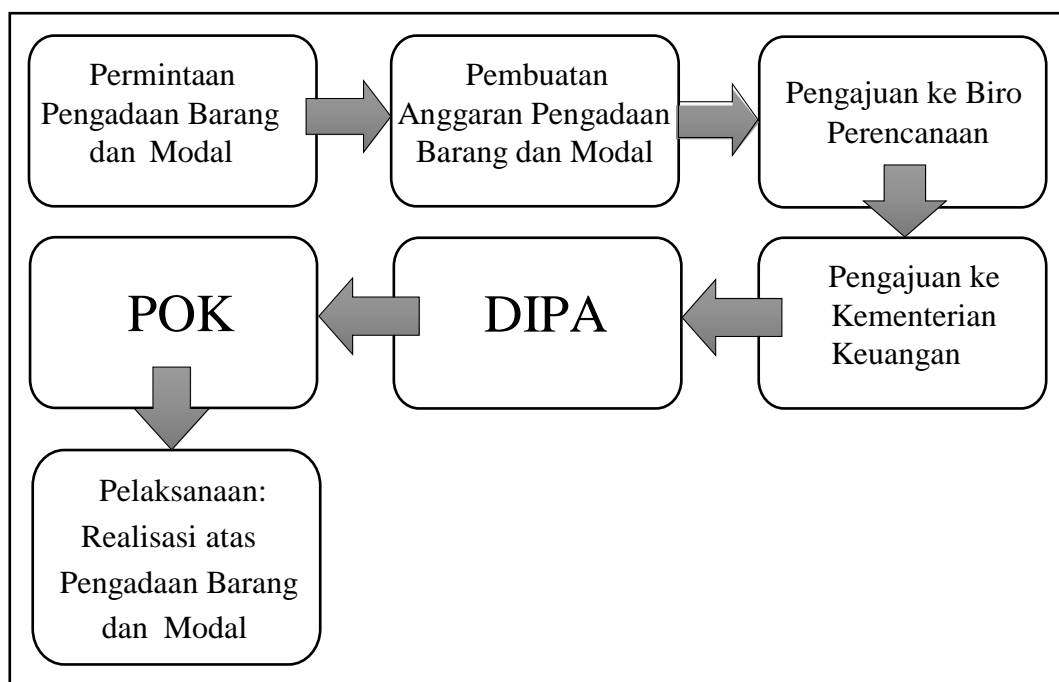 Permintaan
Pengadaan Barang
dan Modal
Pembuatan
Anggaran Pengadaan
Barang dan Modal
Pengajuan ke Biro
Perencanaan
Pengajuan ke
Kementerian
Keuangan
DIPA
POK
Pelaksanaan:
Realisasi atas
Pengadaan Barang
dan Modal